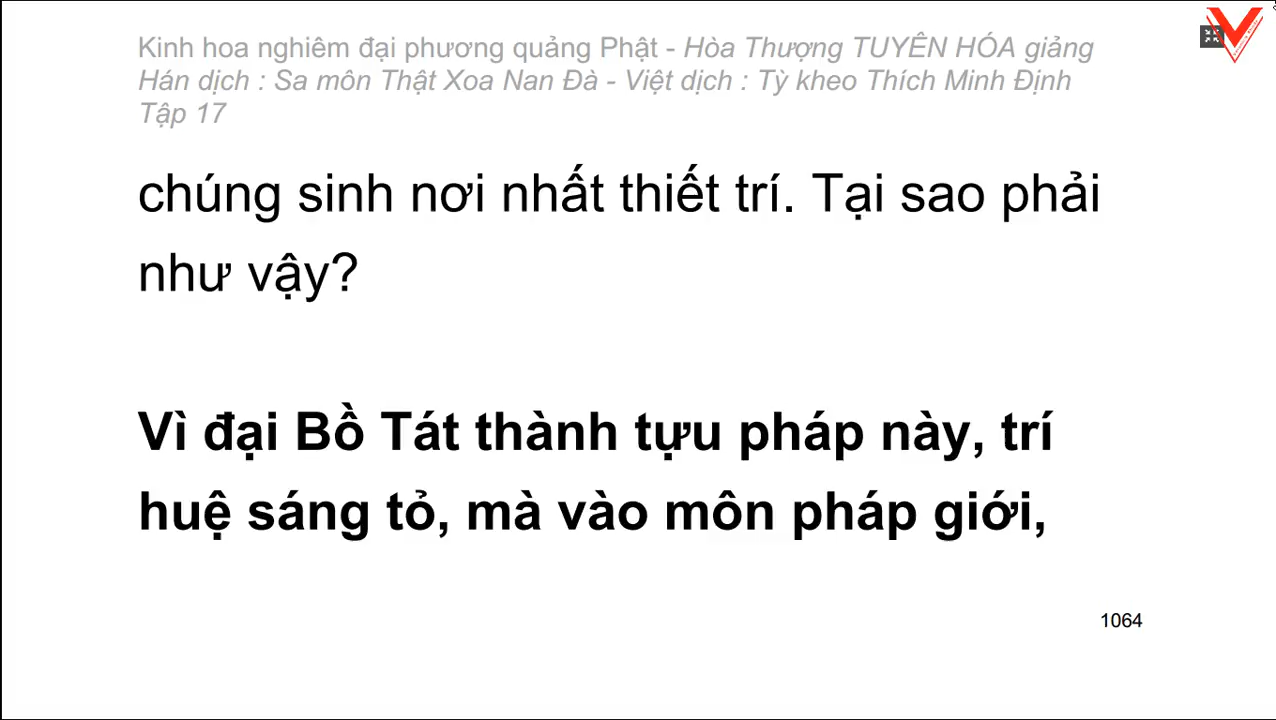 Kinh hoa nghiêm đại phương quảng Phật - Hòa Thượng TUYÊN HÓA giảng
Hán dịch : Sa môn Thật Xoa Nan Đà - Việt dịch : Tỳ kheo Thích Minh Định
Tập 17
chúng sinh nơi nhất thiết trí. Tại sao phải
như vậy?
Vì đại Bồ Tát thành tựu pháp này, trí
huệ sáng tỏ, mà vào môn pháp giới,
1064